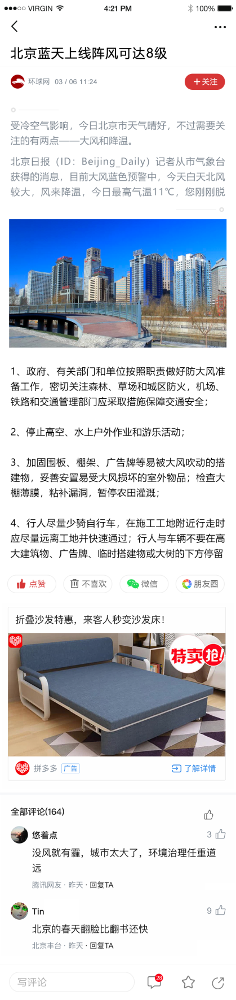 VIRGIN 4:21 PM 100%
北京蓝天上线阵风可达8级
环球网 03 / 06 11:24 +关注
受冷空气影响，今日北京市天气晴好，不过需要关
注的有两点——大风和降温。
北京日报（ID：Beijing_Daily）记者从市气象台
获得的消息，目前大风蓝色预警中，今天白天北风
较大，风来降温，今日最高气温11℃，您刚刚脱
1、政府、有关部门和单位按照职责做好防大风准
备工作，密切关注森林、草场和城区防火，机场、
铁路和交通管理部门应采取措施保障交通安全；
2、停止高空、水上户外作业和游乐活动；
3、加固围板、棚架、广告牌等易被大风吹动的搭
建物，妥善安置易受大风损坏的室外物品；检查大
棚薄膜，粘补漏洞，暂停农田灌溉；
4、行人尽量少骑自行车，在施工工地附近行走时
应尽量远离工地并快速通过；行人与车辆不要在高
大建筑物、广告牌、临时搭建物或大树的下方停留
点赞 不喜欢 微信 朋友圈
折叠沙发特惠，来客人秒变沙发床！
特卖抢!
拼多多 广告 了解详情
全部评论(164)
悠着点 3
没风就有霾，城市太大了，环境治理任重道
远
腾讯网友 · 昨天 · 回复TA
Tin 9
北京的春天翻脸比翻书还快
北京丰台 · 昨天 · 回复TA
写评论 28